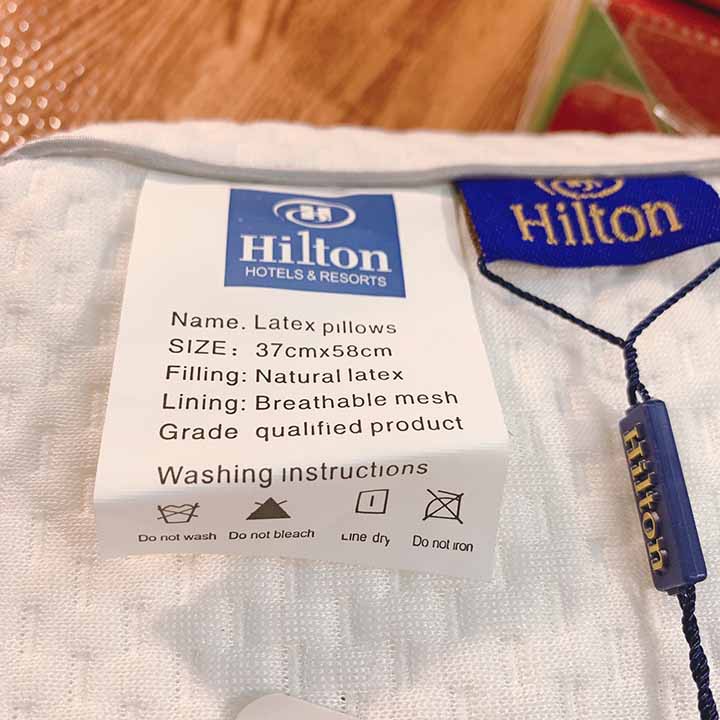 Hilton
HOTELS & RESORTS
Name. Latex pillows
SIZE: 37cmx58cm
Filling: Natural latex
Lining: Breathable mesh
Grade qualified product
Washing instructions
Do not wash Do not bleach Line dry Do not iron
Hilton
Hilton